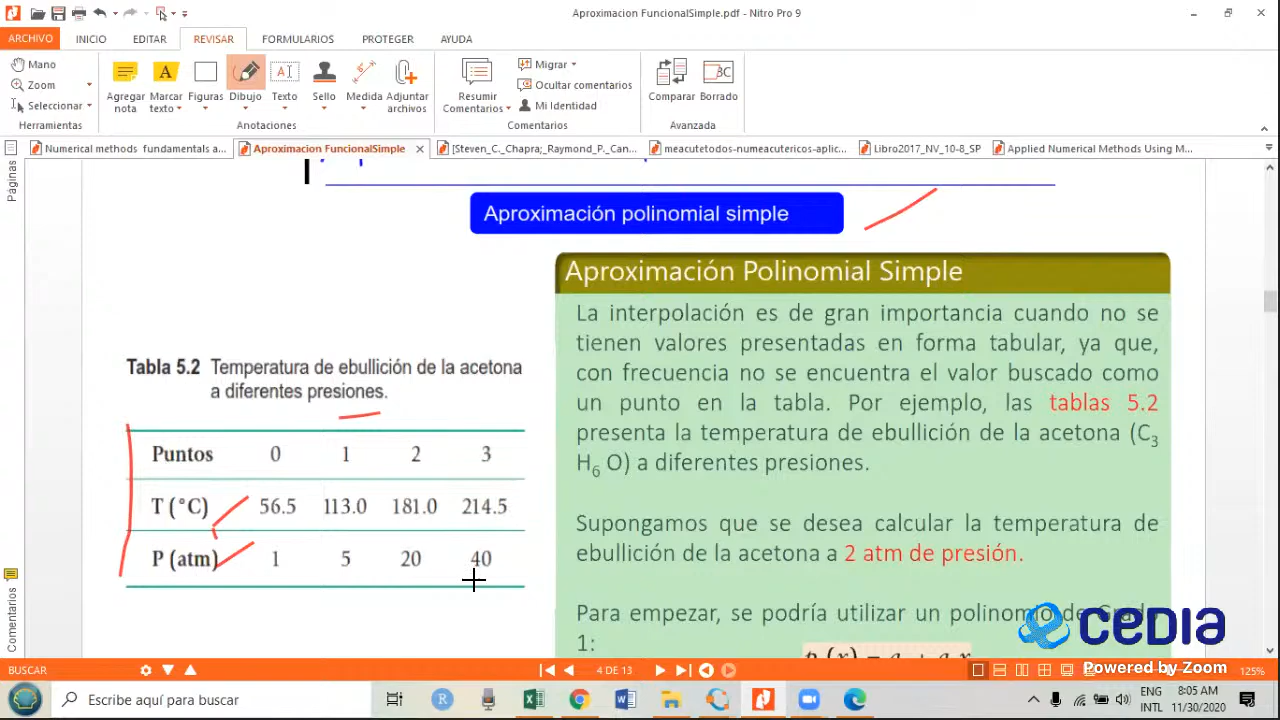 Aproximacion FuncionalSimple.pdf - Nitro Pro 9
ARCHIVO INICIO EDITAR REVISAR FORMULARIOS PROTEGER AYUDA
Mano
Zoom
Seleccionar
Herramientas
Agregar nota
Marcar texto
Figuras
Dibujo
Texto
Sello
Medida
Adjuntar archivos
Anotaciones
Resumir Comentarios
Migrar
Ocultar comentarios
Mi Identidad
Comentarios
Comparar
Borrado
Avanzada
Numerical methods fundamentals a...
Aproximacion FuncionalSimple
[Steven_C._Chapra;_Raymond_P._Can...
meacutetodos-numeacutericos-aplic...
Libro2017_NV_10-8_SP
Applied Numerical Methods Using M...
Páginas
Comentarios
Aproximación polinomial simple
Tabla 5.2 Temperatura de ebullición de la acetona
a diferentes presiones.
Puntos 0 1 2 3
T (°C) 56.5 113.0 181.0 214.5
P (atm) 1 5 20 40
Aproximación Polinomial Simple
La interpolación es de gran importancia cuando no se
tienen valores presentadas en forma tabular, ya que,
con frecuencia no se encuentra el valor buscado como
un punto en la tabla. Por ejemplo, las tablas 5.2
presenta la temperatura de ebullición de la acetona (C3
H6 O) a diferentes presiones.
Supongamos que se desea calcular la temperatura de
ebullición de la acetona a 2 atm de presión.
Para empezar, se podría utilizar un polinomio de Grado
1:
cedia
Powered by Zoom
BUSCAR
4 DE 13
125%
Escribe aquí para buscar
ENG
INTL
8:05 AM
11/30/2020